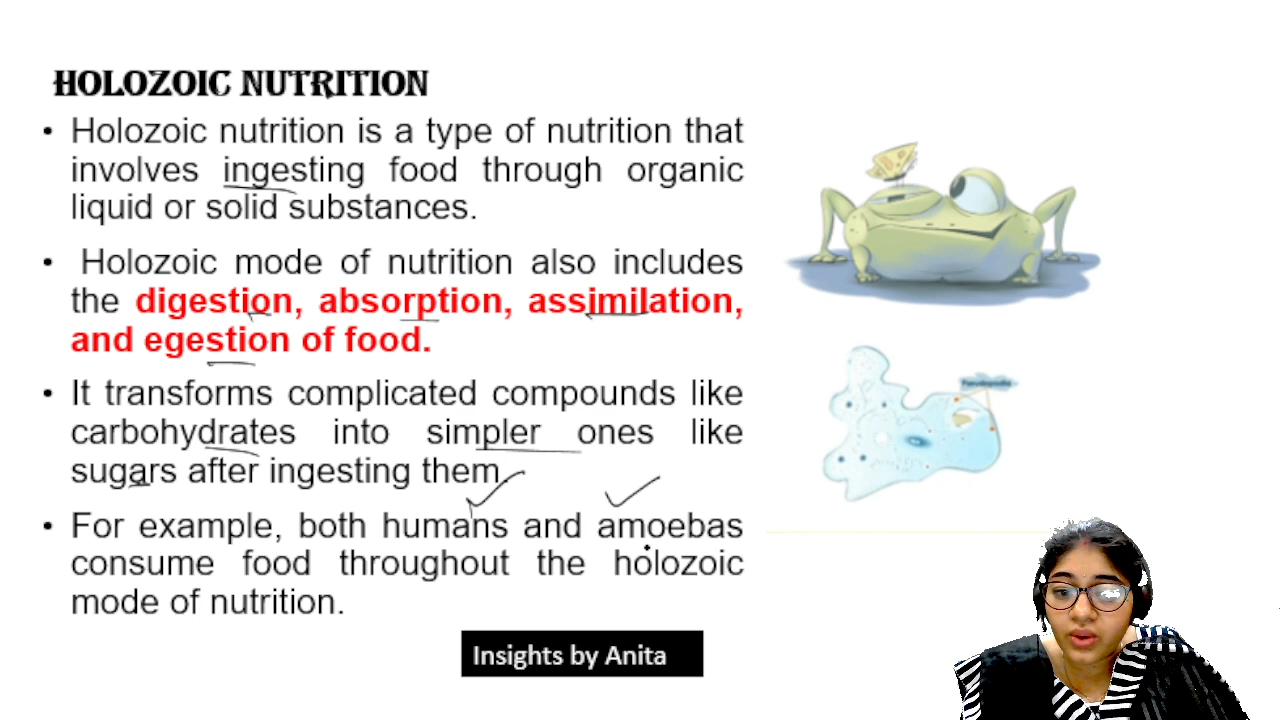 HOLOZOIC NUTRITION
• Holozoic nutrition is a type of nutrition that
involves ingesting food through organic
liquid or solid substances.
• Holozoic mode of nutrition also includes
the digestion, absorption, assimilation,
and egestion of food.
• It transforms complicated compounds like
carbohydrates into simpler ones like
sugars after ingesting them.
• For example, both humans and amoebas
consume food throughout the holozoic
mode of nutrition.
Pseudopodia
Insights by Anita